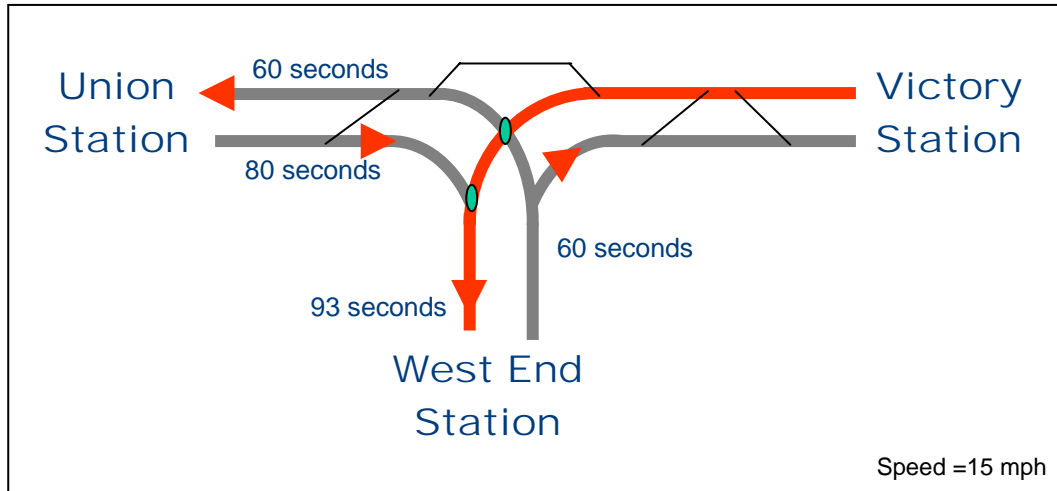 60 seconds
Union
Station
Victory
Station
80 seconds
60 seconds
93 seconds
West End
Station
Speed =15 mph